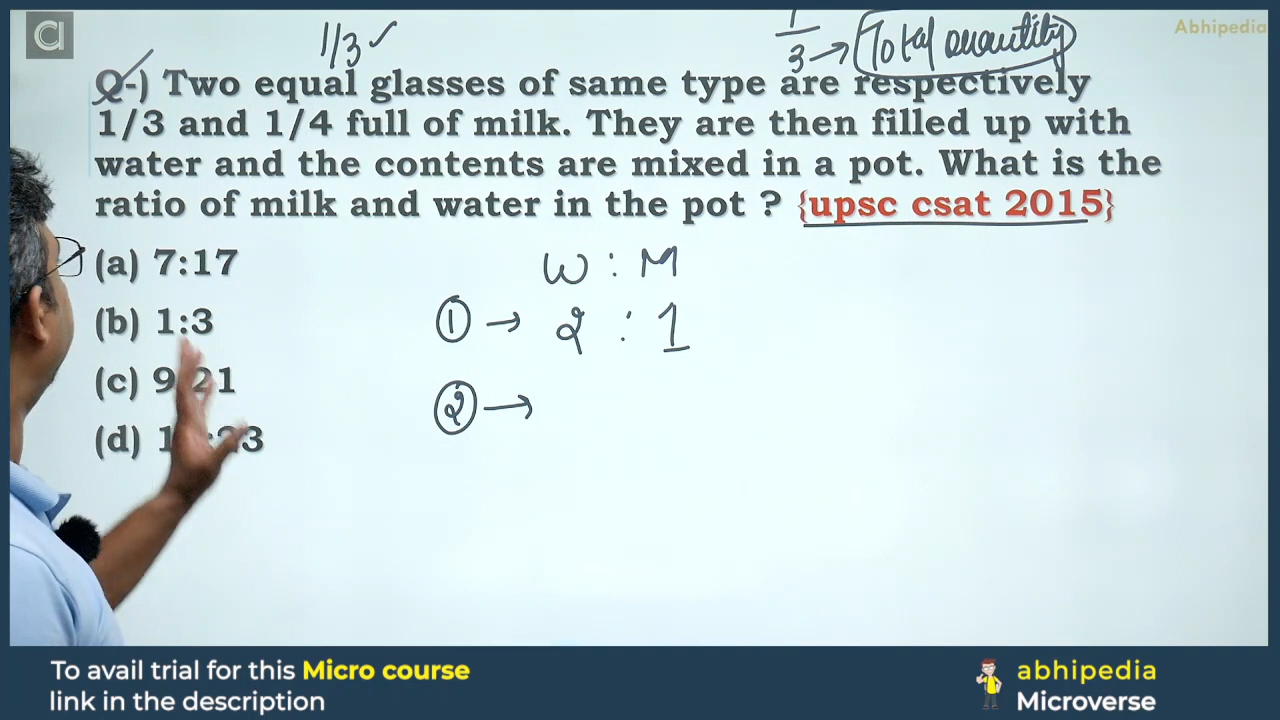 1/3 ✓
1/3 → Total quantity
Abhipedia
Q-) Two equal glasses of same type are respectively
1/3 and 1/4 full of milk. They are then filled up with
water and the contents are mixed in a pot. What is the
ratio of milk and water in the pot ? {upsc csat 2015}
(a) 7:17
W : M
(b) 1:3
① → 2 : 1
(c) 9 21
② →
(d) 1 : 23
To avail trial for this Micro course
link in the description
abhipedia
Microverse